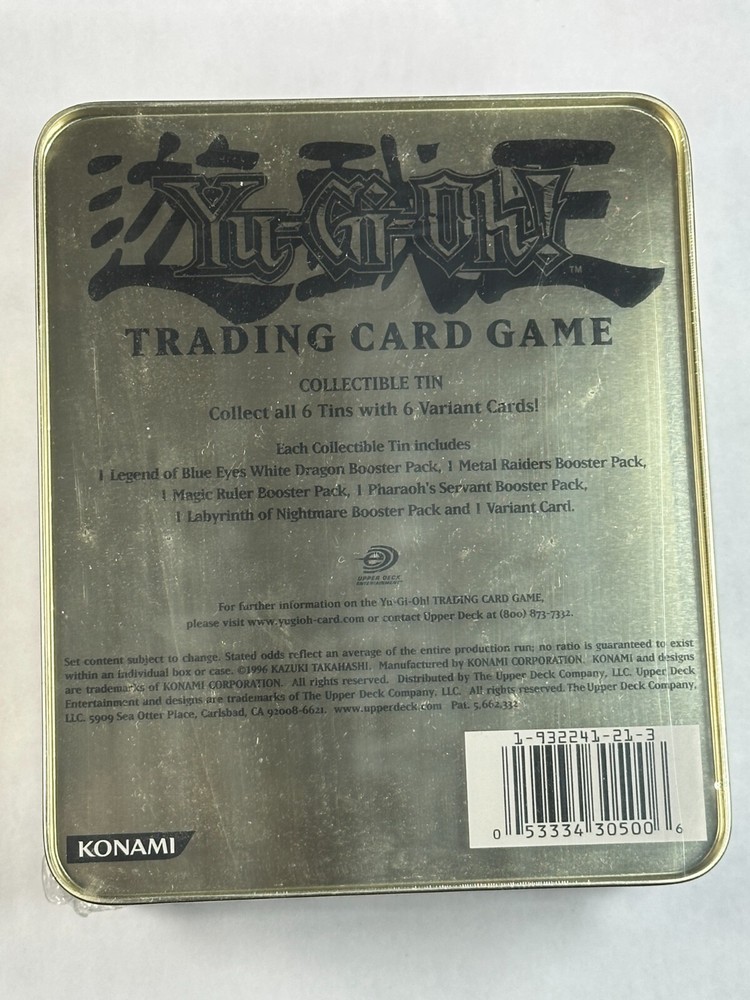 遊戯王
Yu-Gi-Oh!
TM
TRADING CARD GAME
COLLECTIBLE TIN
Collect all 6 Tins with 6 Variant Cards!
Each Collectible Tin includes
1 Legend of Blue Eyes White Dragon Booster Pack, 1 Metal Raiders Booster Pack,
1 Magic Ruler Booster Pack, 1 Pharaoh's Servant Booster Pack,
1 Labyrinth of Nightmare Booster Pack and 1 Variant Card.
UPPER DECK
ENTERTAINMENT
For further information on the Yu-Gi-Oh! TRADING CARD GAME,
please visit www.yugioh-card.com or contact Upper Deck at (800) 873-7332.
Set content subject to change. Stated odds reflect an average of the entire production run; no ratio is guaranteed to exist
within an individual box or case. ©1996 KAZUKI TAKAHASHI. Manufactured by KONAMI CORPORATION. KONAMI and designs
are trademarks of KONAMI CORPORATION. All rights reserved. Distributed by The Upper Deck Company, LLC. Upper Deck
Entertainment and designs are trademarks of The Upper Deck Company, LLC. All rights reserved. The Upper Deck Company,
LLC. 5909 Sea Otter Place, Carlsbad, CA 92008-6621. www.upperdeck.com Pat. 5,662,332
1-932241-21-3
0 53334 30500 6
KONAMI